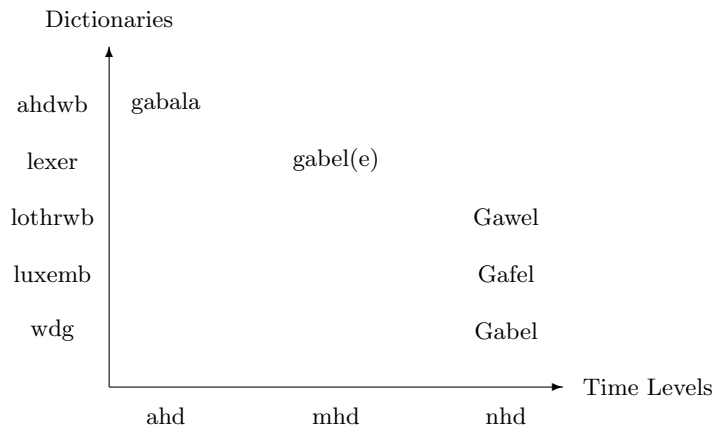 Dictionaries
ahdwb gabala
lexer gabel(e)
lothrwb Gawel
luxemb Gafel
wdg Gabel
Time Levels
ahd mhd nhd